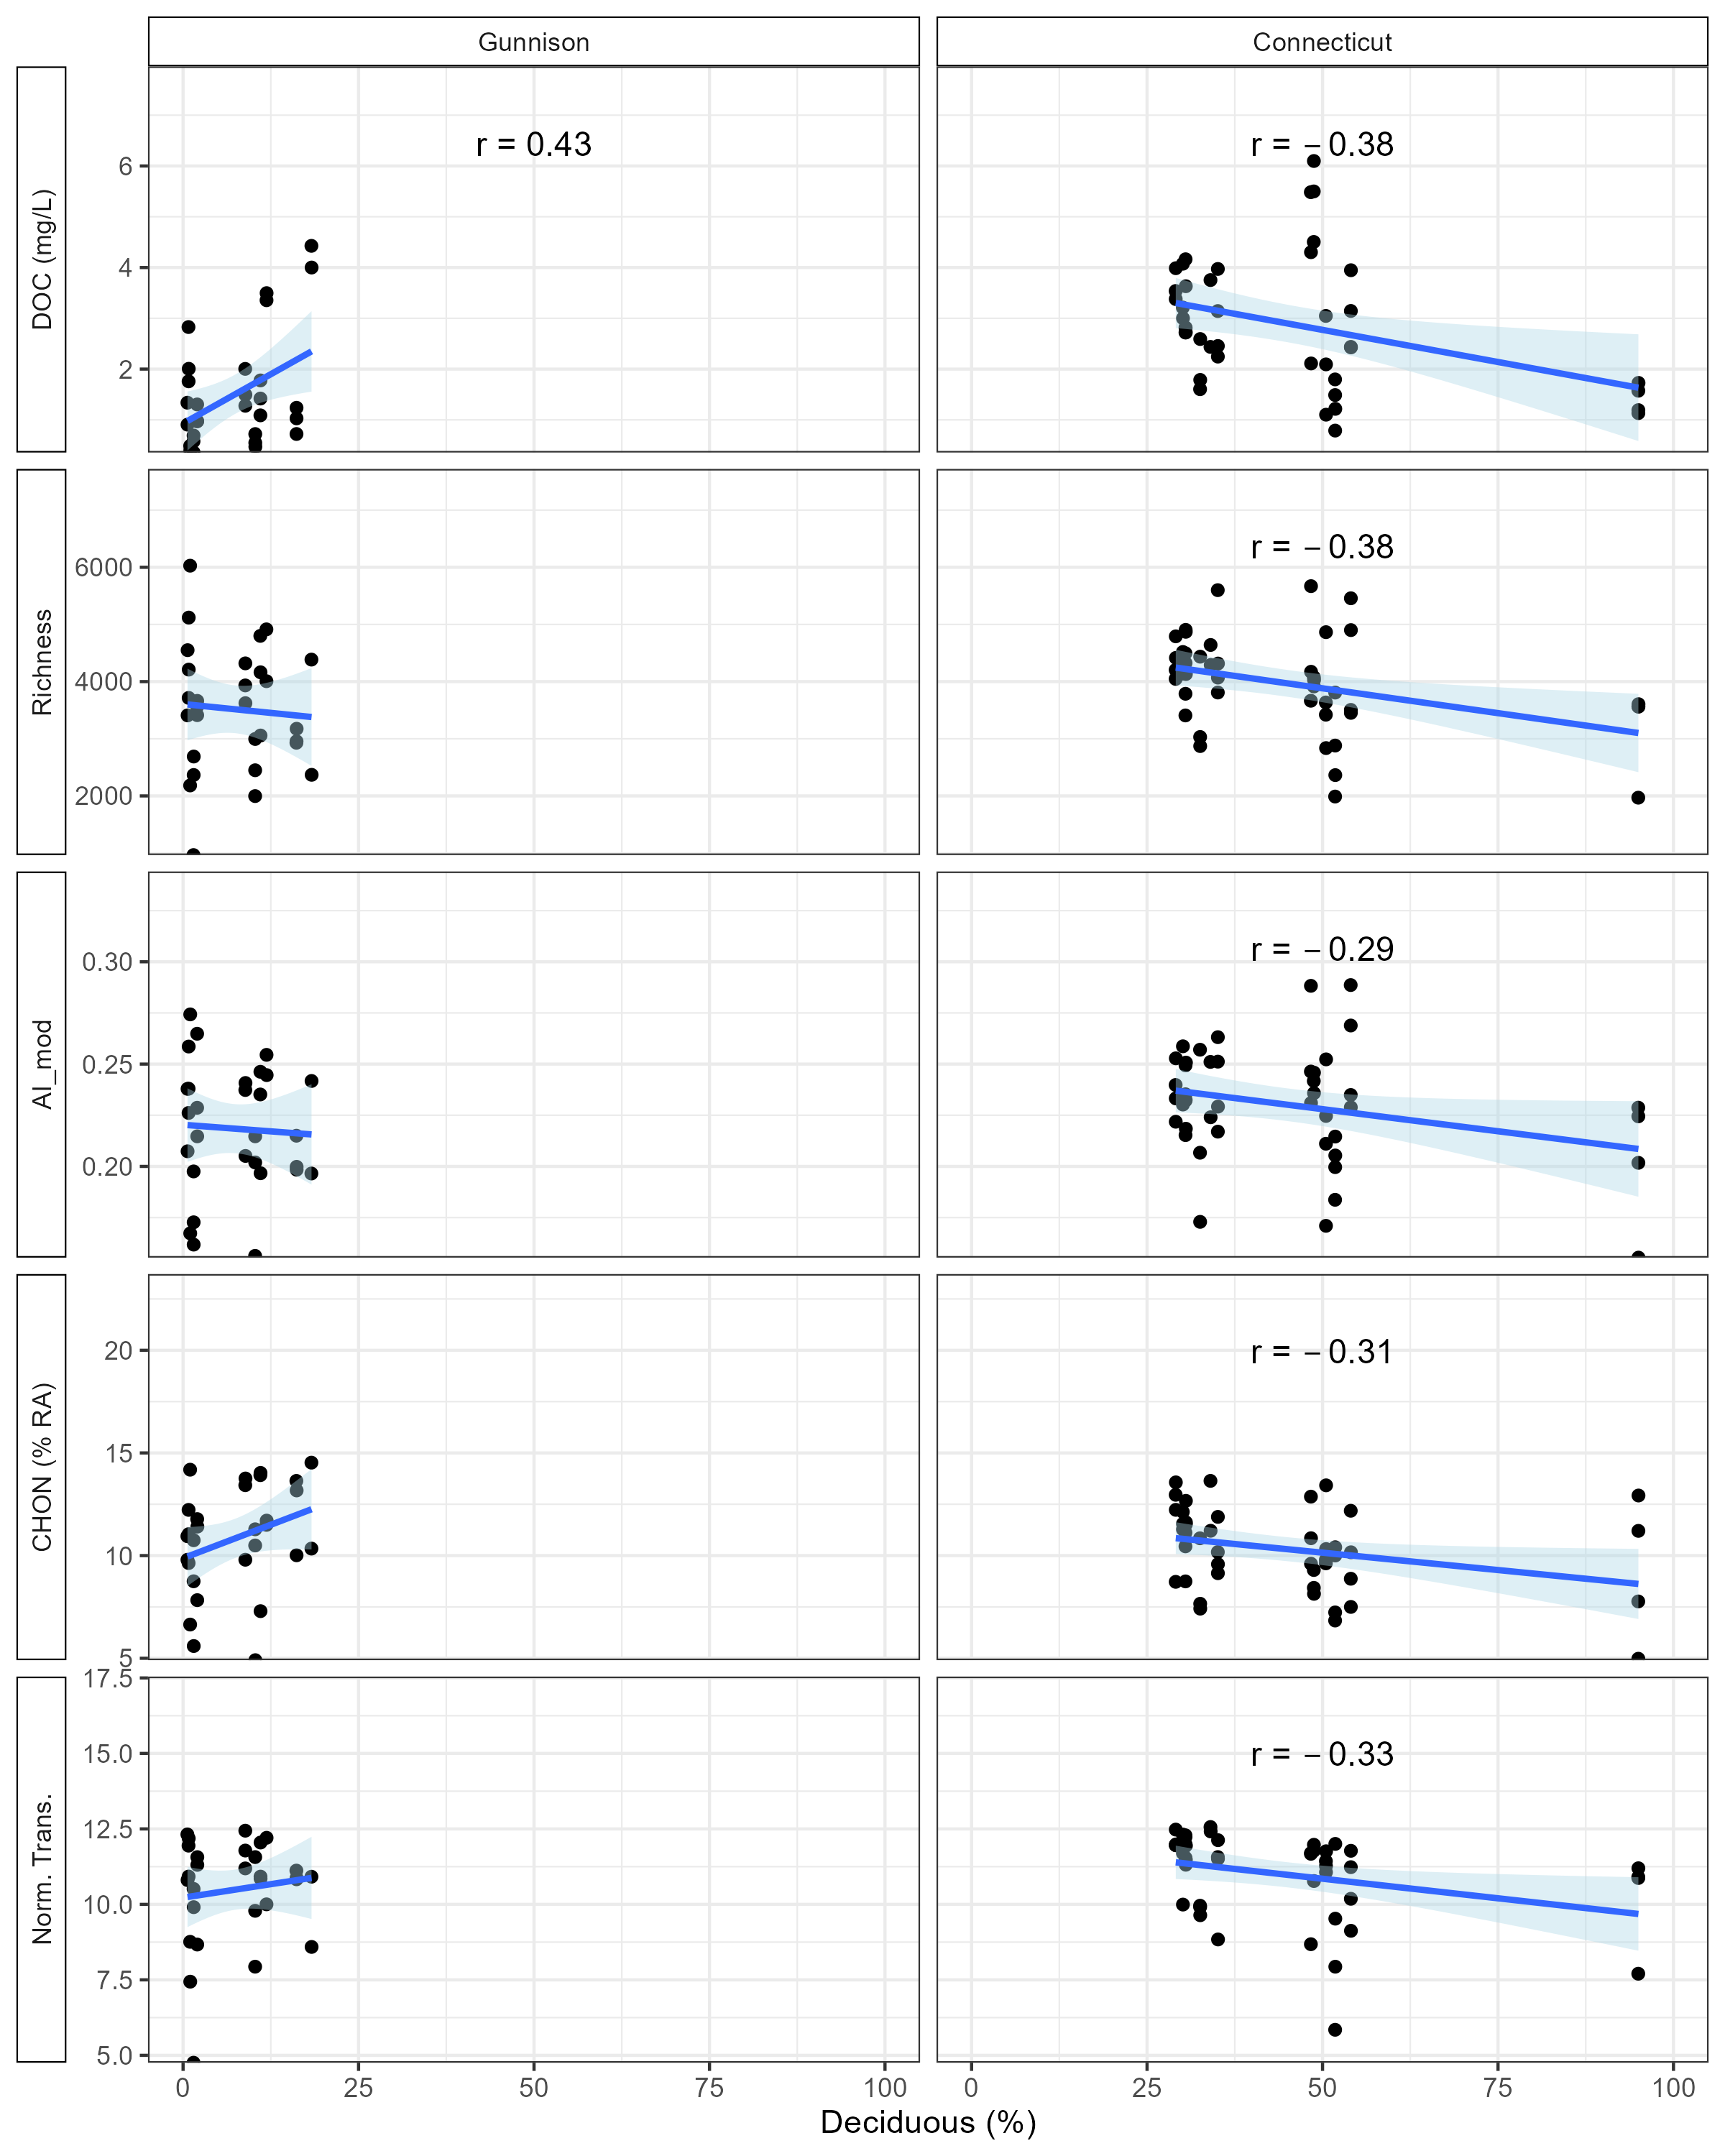 Gunnison
Connecticut
DOC (mg/L)
6
4
2
r = 0.43
r = −0.38
Richness
6000
4000
2000
r = −0.38
AI_mod
0.30
0.25
0.20
r = −0.29
CHON (% RA)
20
15
10
5
r = −0.31
Norm. Trans.
17.5
15.0
12.5
10.0
7.5
5.0
r = −0.33
0 25 50 75 100
0 25 50 75 100
Deciduous (%)